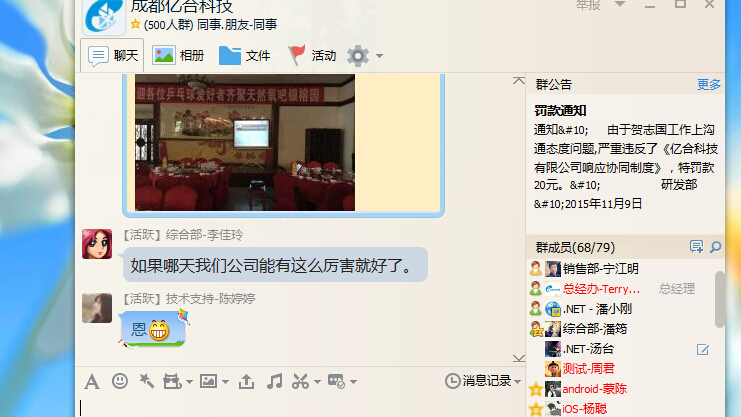 成都亿合科技
举报
(500人群) 同事.朋友-同事
聊天
相册
文件
活动
迎各位乒乓球爱好者齐聚天然氧吧银榕园
【活跃】综合部-李佳玲
如果哪天我们公司能有这么厉害就好了。
【活跃】技术支持-陈婷婷
恩
消息记录
群公告
更多
罚款通知
通知&#10; 由于贺志国工作上沟
通态度问题,严重违反了《亿合科技
有限公司响应协同制度》，特罚款
20元。&#10; 研发部
&#10;2015年11月9日
群成员(68/79)
销售部-宁江明
总经办-Terry... 总经理
.NET - 潘小刚
综合部-潘筠
.NET-汤台
测试-周君
android-蒙陈
iOS-杨聪